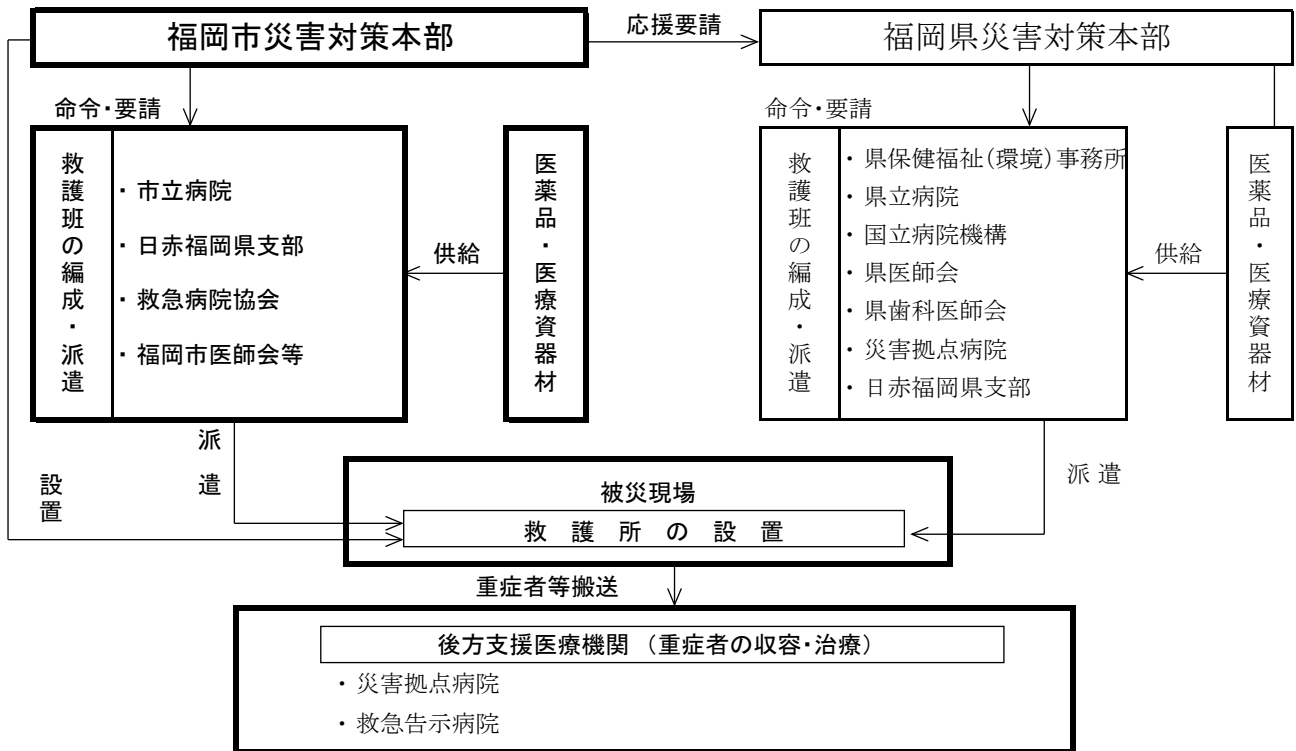 福岡市災害対策本部
応援要請
福岡県災害対策本部
命令・要請
救護班の編成・派遣
・市立病院
・日赤福岡県支部
・救急病院協会
・福岡市医師会等
供給
医薬品・医療資器材
命令・要請
救護班の編成・派遣
・県保健福祉(環境)事務所
・県立病院
・国立病院機構
・県医師会
・県歯科医師会
・災害拠点病院
・日赤福岡県支部
供給
医薬品・医療資器材
派遣
設置
派遣
被災現場
救護所の設置
重症者等搬送
後方支援医療機関 (重症者の収容・治療)
・災害拠点病院
・救急告示病院